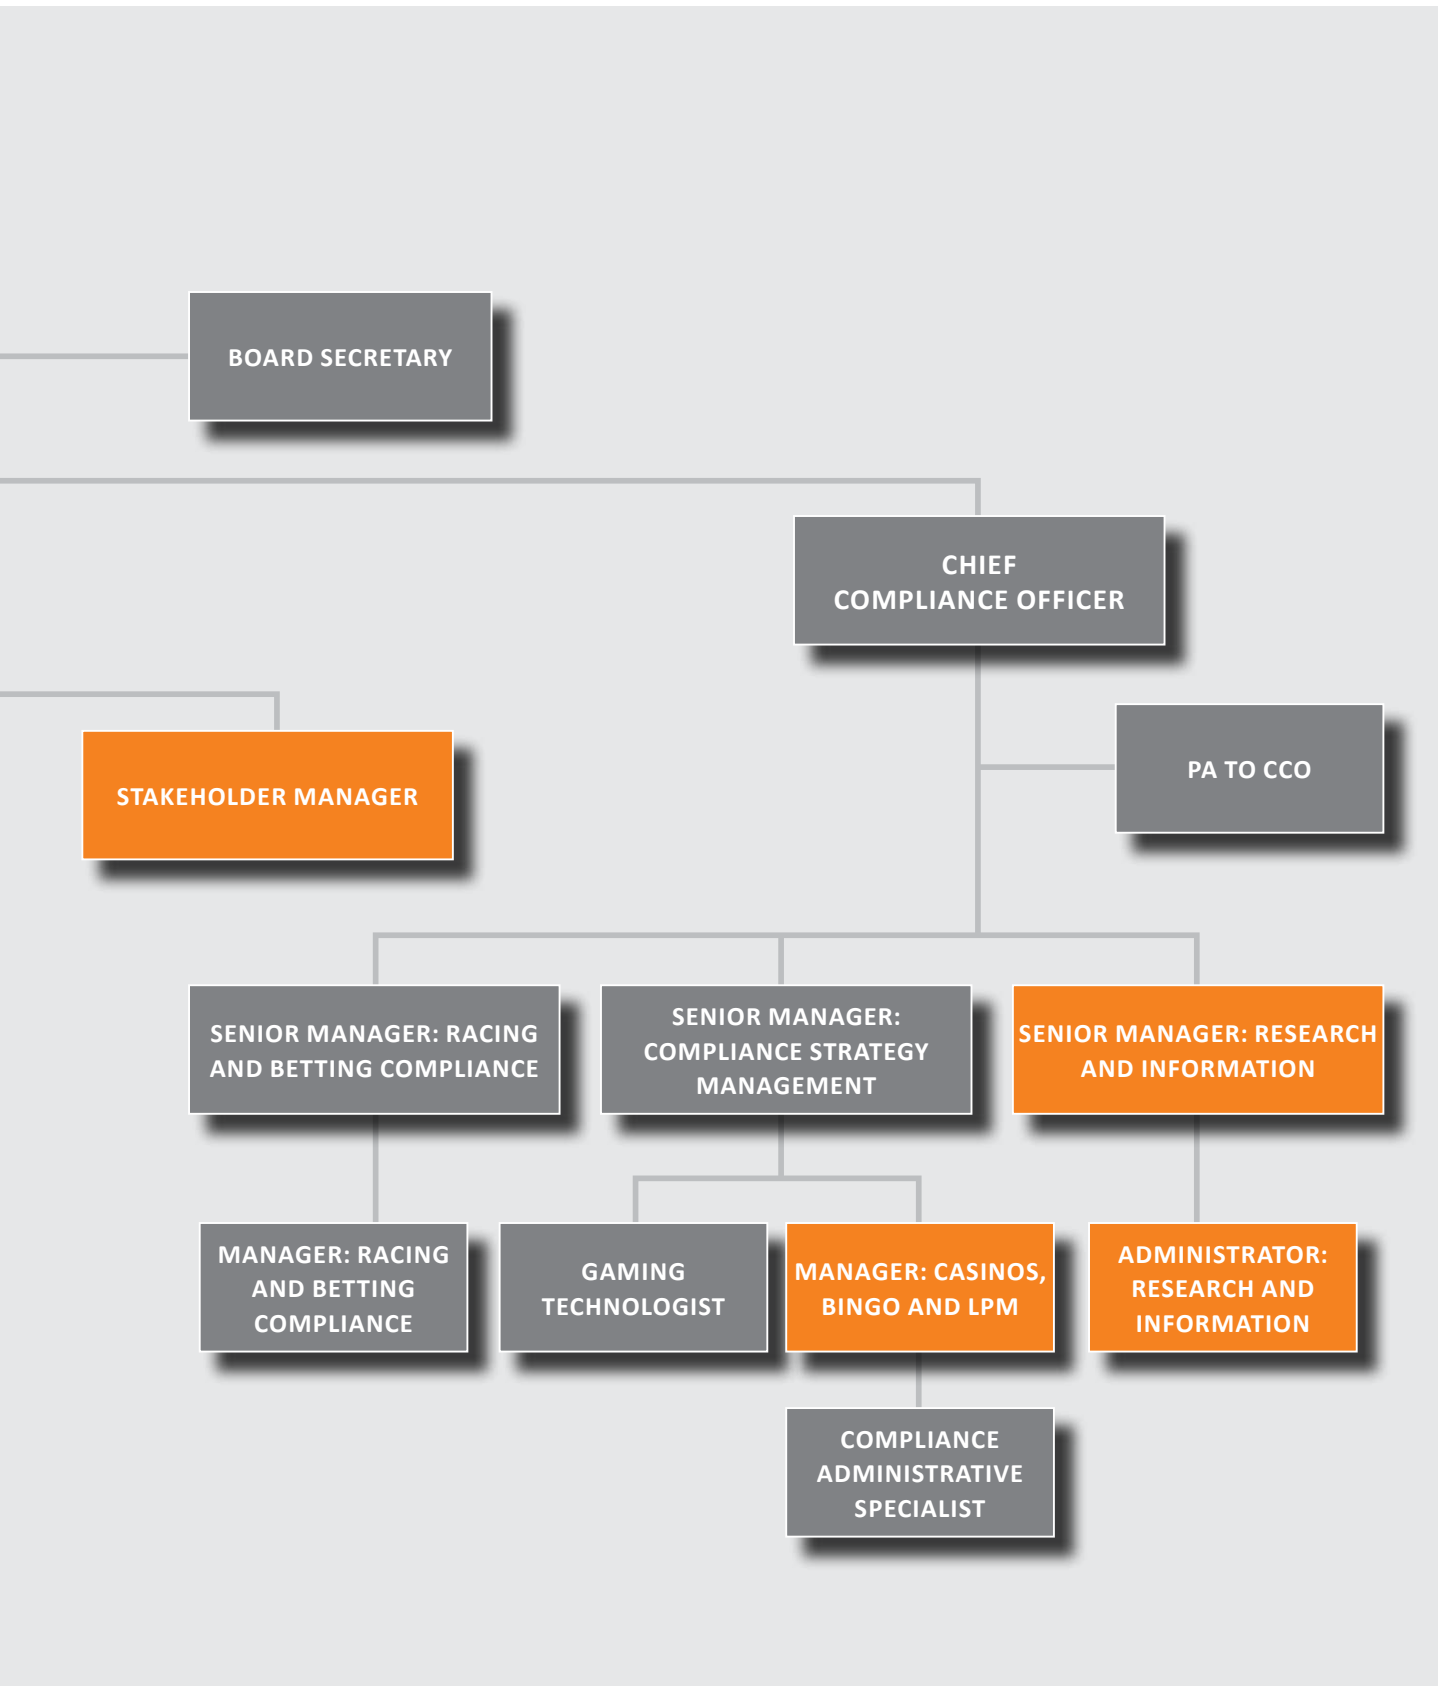 BOARD SECRETARY
CHIEF
COMPLIANCE OFFICER
STAKEHOLDER MANAGER
PA TO CCO
SENIOR MANAGER: RACING
AND BETTING COMPLIANCE
SENIOR MANAGER:
COMPLIANCE STRATEGY
MANAGEMENT
SENIOR MANAGER: RESEARCH
AND INFORMATION
MANAGER: RACING
AND BETTING
COMPLIANCE
GAMING
TECHNOLOGIST
MANAGER: CASINOS,
BINGO AND LPM
ADMINISTRATOR:
RESEARCH AND
INFORMATION
COMPLIANCE
ADMINISTRATIVE
SPECIALIST